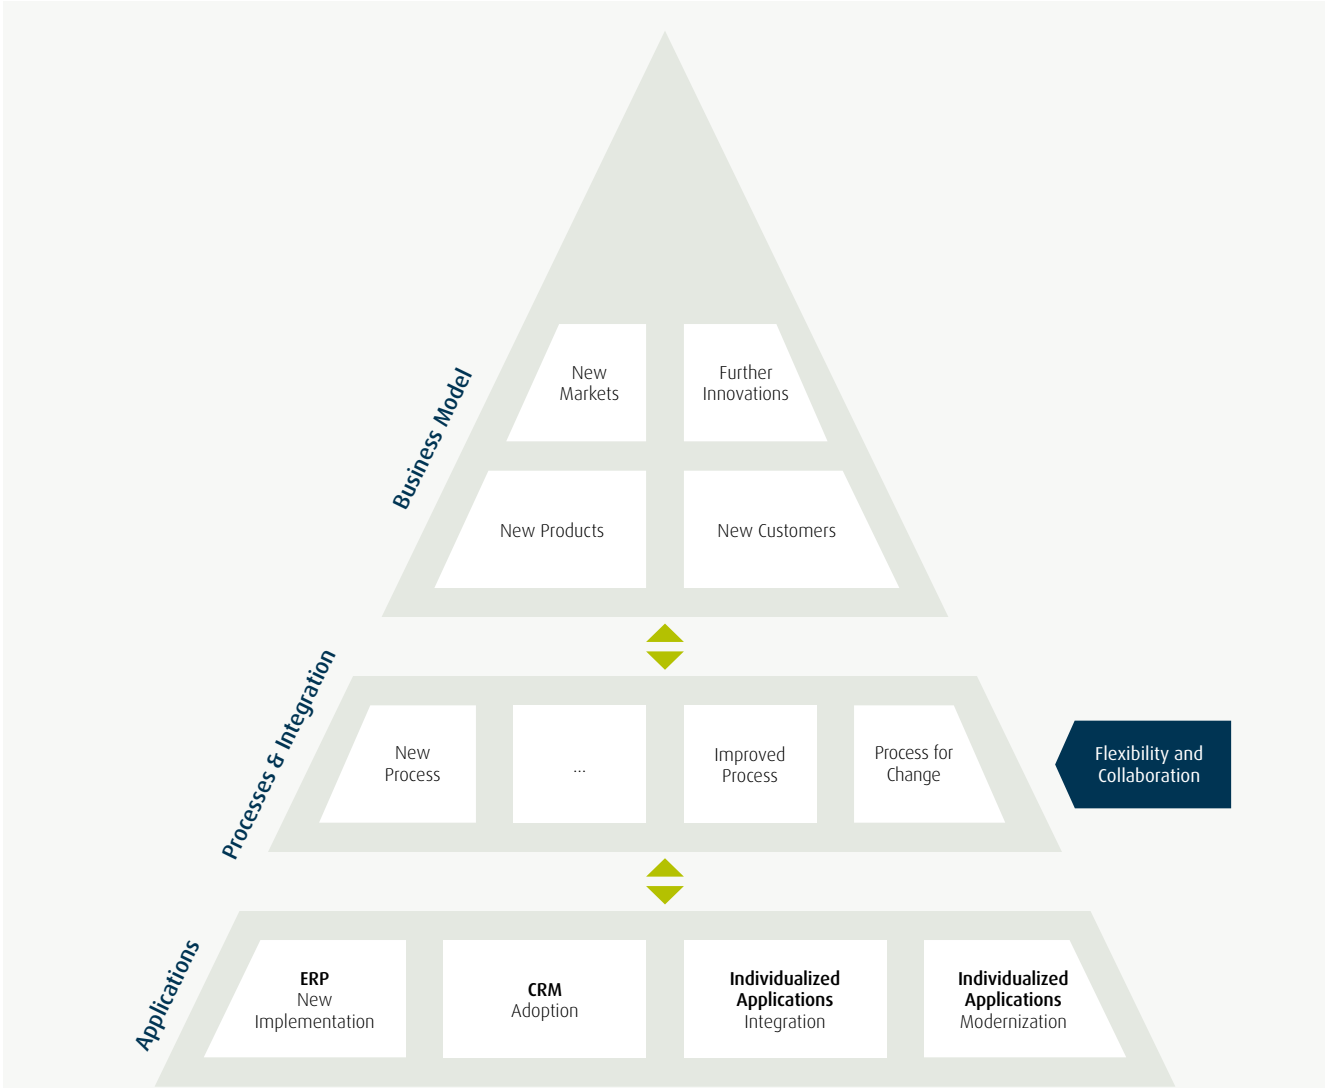 Business Model
New
Markets
Further
Innovations
New Products
New Customers
Processes & Integration
New
Process
...
Improved
Process
Process for
Change
Flexibility and
Collaboration
Applications
ERP
New
Implementation
CRM
Adoption
Individualized
Applications
Integration
Individualized
Applications
Modernization